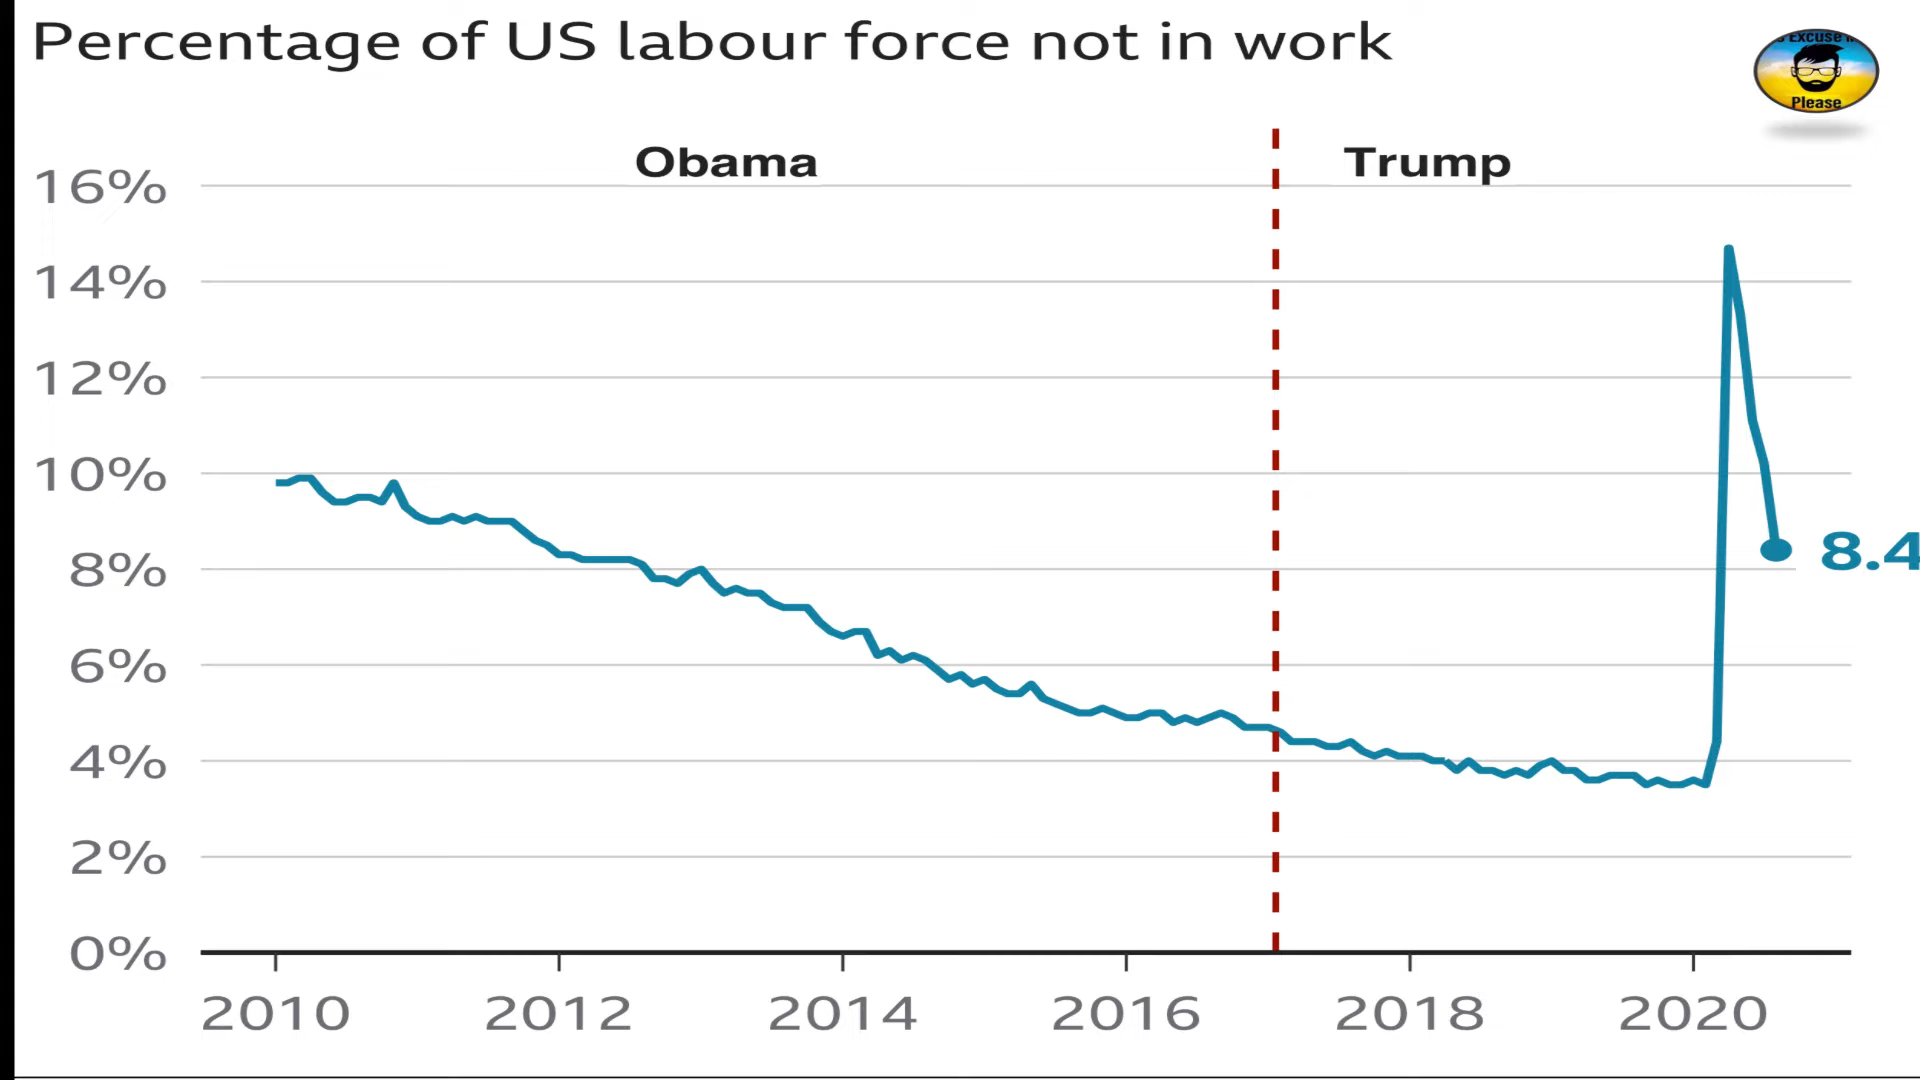 Percentage of US labour force not in work
Excuse
Please
Obama
Trump
16%
14%
12%
10%
8%
8.4
6%
4%
2%
0%
2010 2012 2014 2016 2018 2020